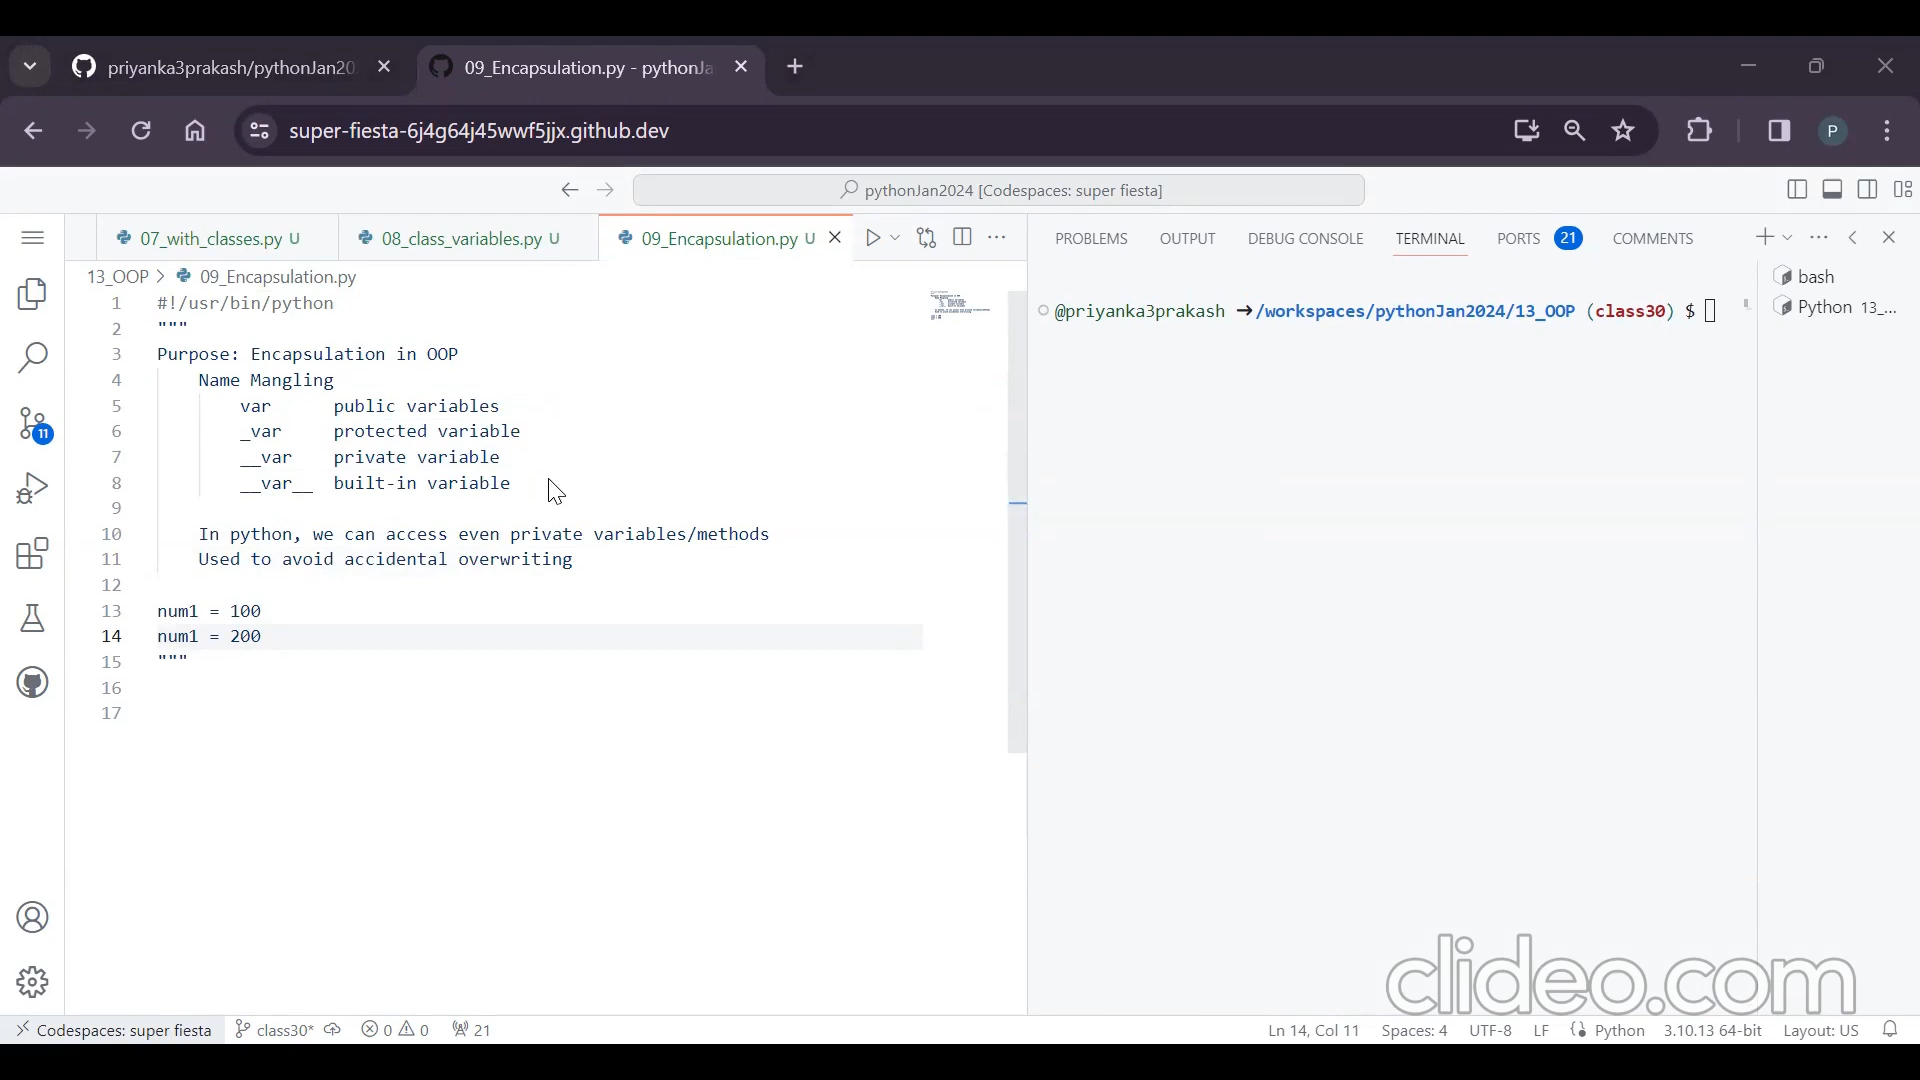 priyanka3prakash/pythonJan20
09_Encapsulation.py - pythonJa
super-fiesta-6j4g64j45wwf5jjx.github.dev
P
pythonJan2024 [Codespaces: super fiesta]
07_with_classes.py U
08_class_variables.py U
09_Encapsulation.py U
PROBLEMS
OUTPUT
DEBUG CONSOLE
TERMINAL
PORTS 21
COMMENTS
13_OOP > 09_Encapsulation.py
1 #!/usr/bin/python
2 """
3 Purpose: Encapsulation in OOP
4 Name Mangling
5 var public variables
6 _var protected variable
7 __var private variable
8 __var__ built-in variable
9
10 In python, we can access even private variables/methods
11 Used to avoid accidental overwriting
12
13 num1 = 100
14 num1 = 200
15 """
16
17
11
@priyanka3prakash →/workspaces/pythonJan2024/13_OOP (class30) $
bash
Python 13_...
clideo.com
Codespaces: super fiesta
class30*
0 0
21
Ln 14, Col 11
Spaces: 4
UTF-8
LF
Python
3.10.13 64-bit
Layout: US